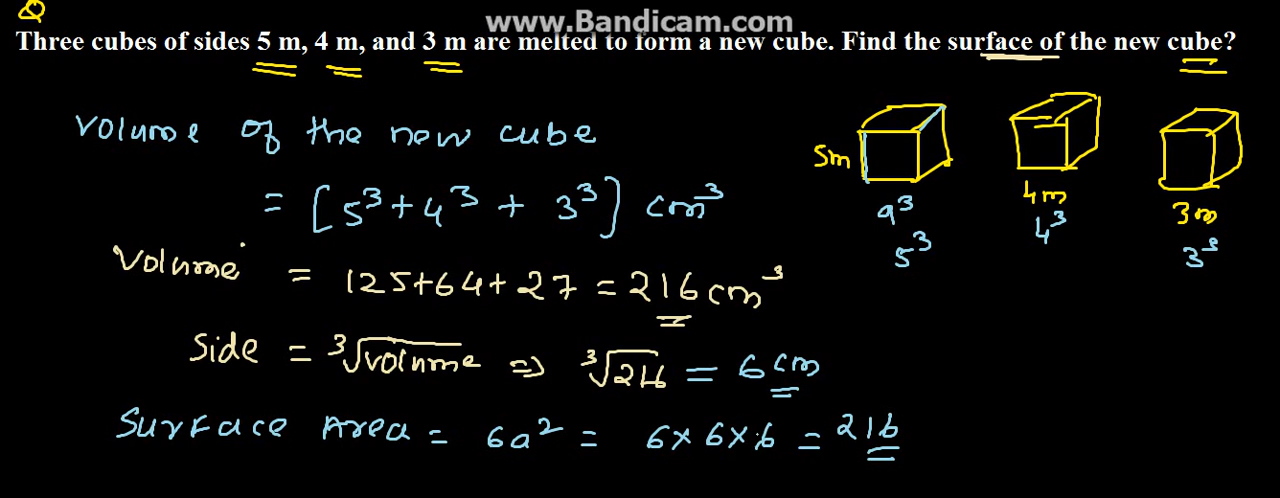 Q
www.Bandicam.com
Three cubes of sides 5 m, 4 m, and 3 m are melted to form a new cube. Find the surface of the new cube?
Volume of the new cube
= [5³ + 4³ + 3³] cm³
Volume = 125+64+27 = 216 cm³
Side = ³√volume ⇒ ³√216 = 6 cm
Surface Area = 6a² = 6×6×6 = 216
5m
a³
5³
4m
4³
3m
3³